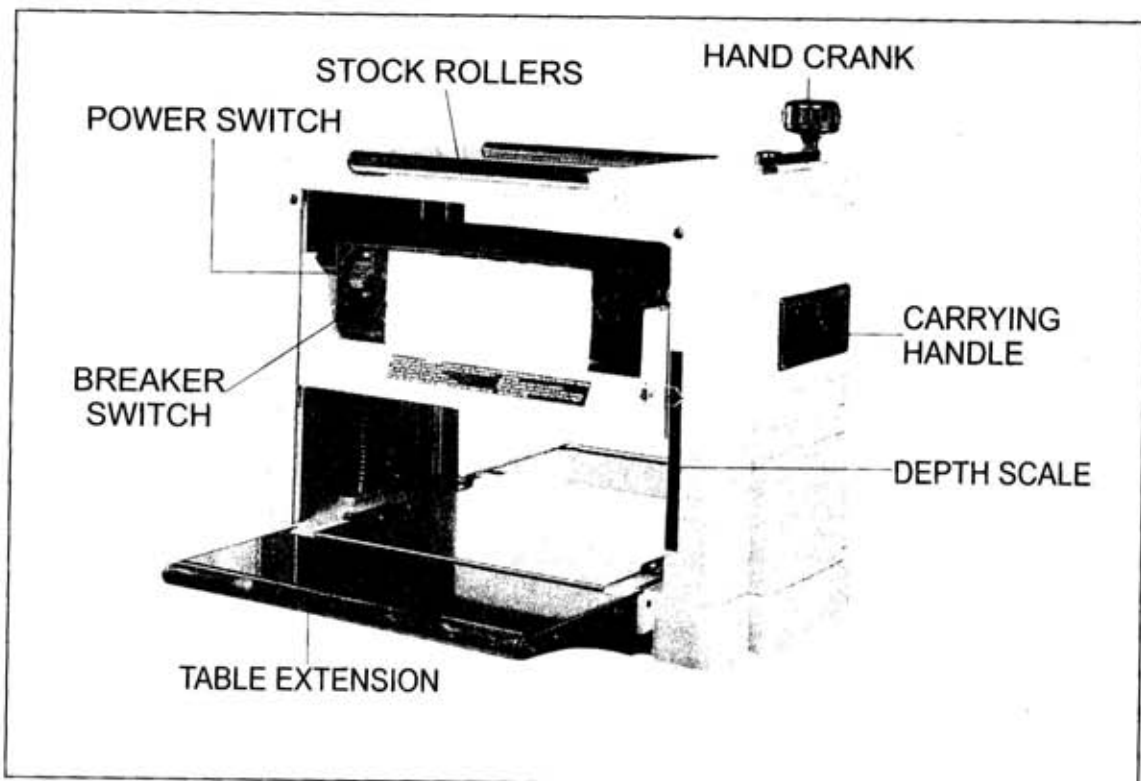 STOCK ROLLERS
HAND CRANK
POWER SWITCH
CARRYING
HANDLE
BREAKER
SWITCH
DEPTH SCALE
TABLE EXTENSION